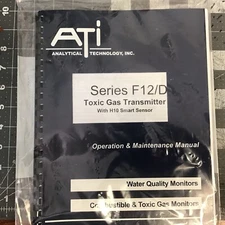 ATi
ANALYTICAL TECHNOLOGY, INC.
Series F12/D
Toxic Gas Transmitter
With H10 Smart Sensor
Operation & Maintenance Manual
Water Quality Monitors
Combustible & Toxic Gas Monitors